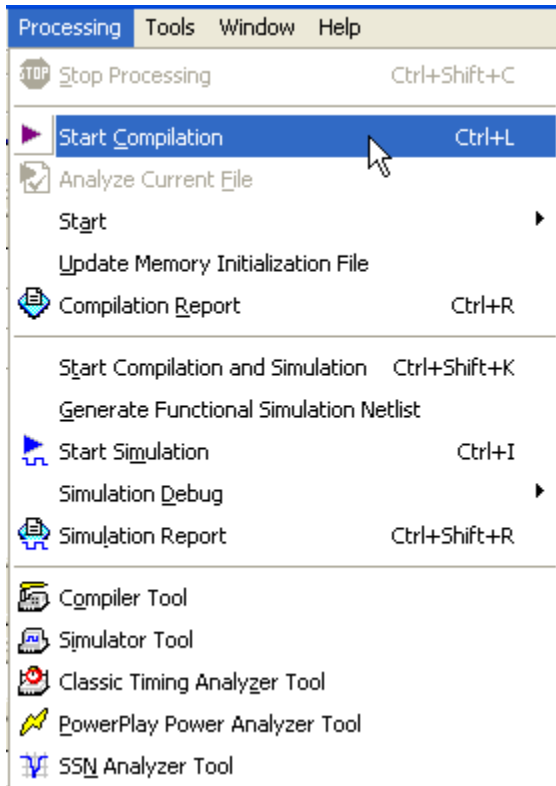 Processing Tools Window Help
STOP Stop Processing Ctrl+Shift+C
Start Compilation Ctrl+L
Analyze Current File
Start
Update Memory Initialization File
Compilation Report Ctrl+R
Start Compilation and Simulation Ctrl+Shift+K
Generate Functional Simulation Netlist
Start Simulation Ctrl+I
Simulation Debug
Simulation Report Ctrl+Shift+R
Compiler Tool
Simulator Tool
Classic Timing Analyzer Tool
PowerPlay Power Analyzer Tool
SSN Analyzer Tool